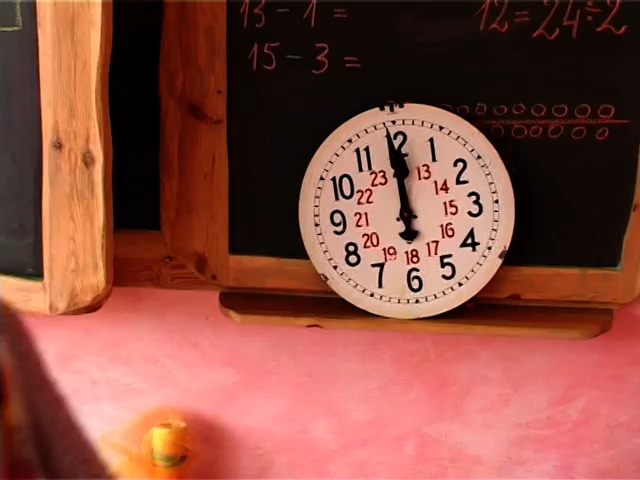 13 - 1 =
12 = 24 ÷ 2
15 - 3 =
11 1
10 23 13 2
22 14
9 21 15 3
20 16
8 19 18 17 4
7 6 5